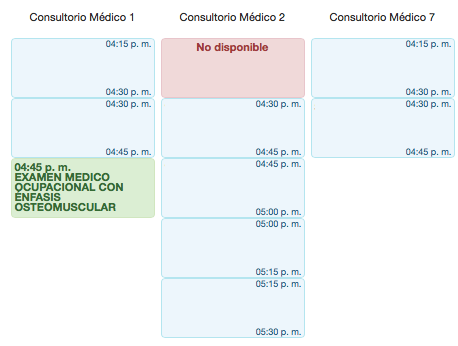 Consultorio Médico 1
04:15 p. m.
04:30 p. m.
04:30 p. m.
04:45 p. m.
04:45 p. m.
EXAMEN MEDICO
OCUPACIONAL CON
ÉNFASIS
OSTEOMUSCULAR
Consultorio Médico 2
No disponible
04:30 p. m.
04:45 p. m.
04:45 p. m.
05:00 p. m.
05:00 p. m.
05:15 p. m.
05:15 p. m.
05:30 p. m.
Consultorio Médico 7
04:15 p. m.
04:30 p. m.
04:30 p. m.
04:45 p. m.